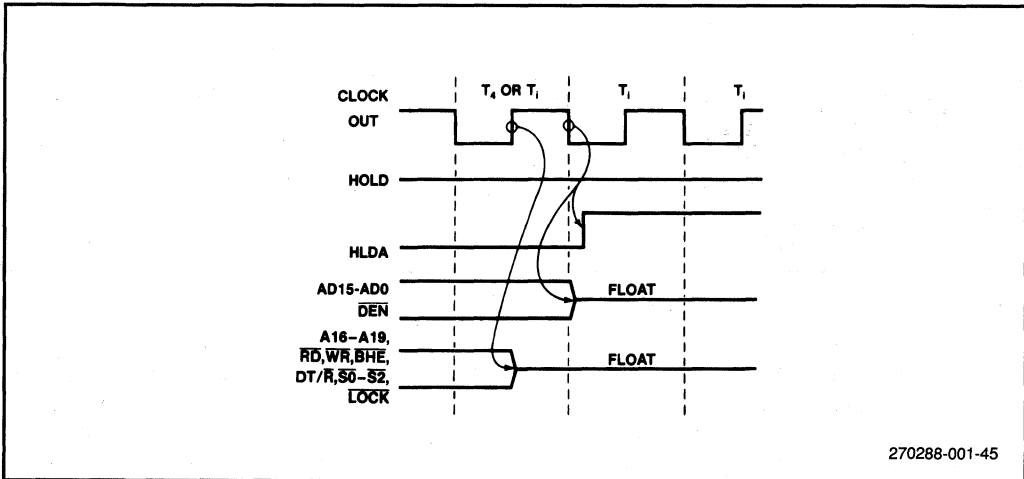 CLOCK
OUT
T₄ OR Tᵢ
Tᵢ
Tᵢ
HOLD
HLDA
AD15-AD0
DEN
FLOAT
A16–A19,
RD,WR,BHE,
DT/R,S0–S2,
LOCK
FLOAT
270288-001-45